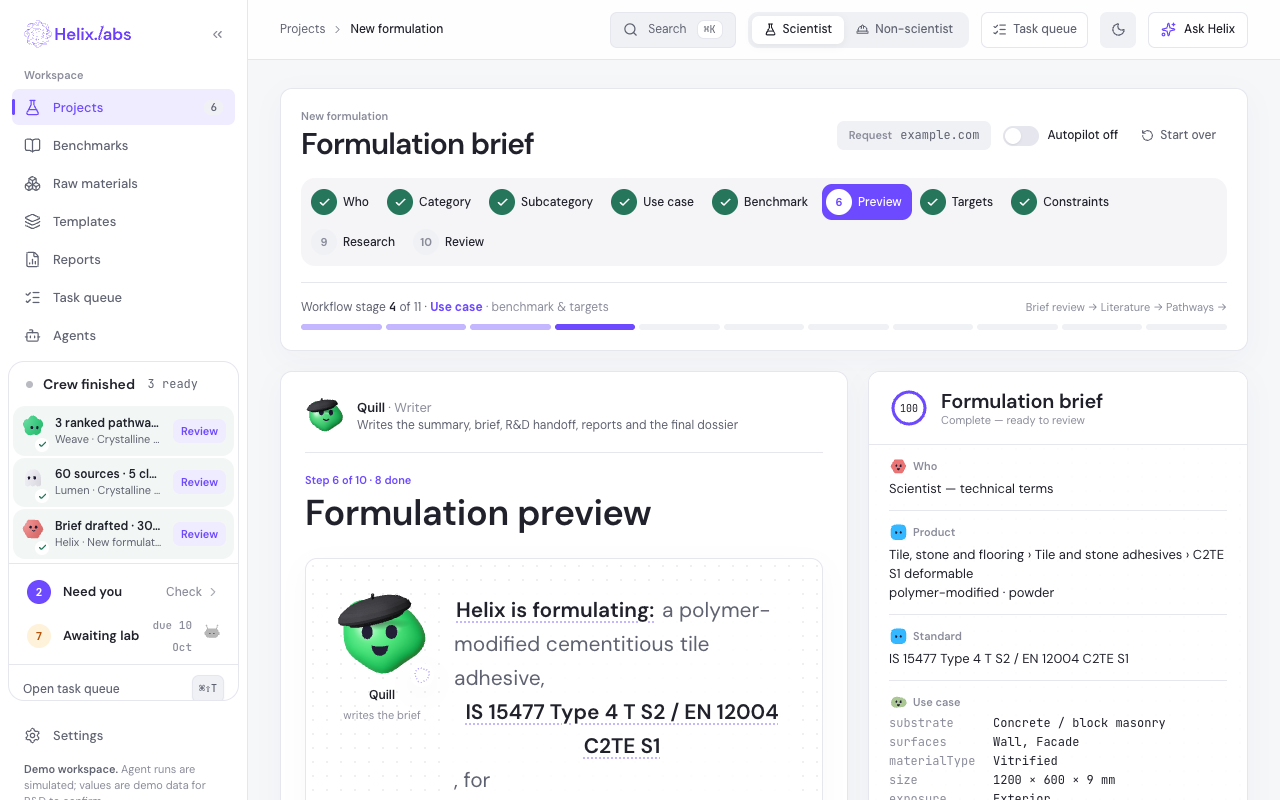 Helix.labs
Workspace
Projects 6
Benchmarks
Raw materials
Templates
Reports
Task queue
Agents
Crew finished 3 ready
3 ranked pathwa...
Weave · Crystalline ...
Review
60 sources · 5 cl...
Lumen · Crystalline ...
Review
Brief drafted · 30...
Helix · New formulat...
Review
2 Need you Check
7 Awaiting lab due 10 Oct
Open task queue ⌘⇧T
Settings
Demo workspace. Agent runs are
simulated; values are demo data for
Projects › New formulation
Search ⌘K
Scientist
Non-scientist
Task queue
Ask Helix
New formulation
Formulation brief
Request example.com
Autopilot off
Start over
Who
Category
Subcategory
Use case
Benchmark
6 Preview
Targets
Constraints
9 Research
10 Review
Workflow stage 4 of 11 · Use case · benchmark & targets
Brief review → Literature → Pathways →
Quill · Writer
Writes the summary, brief, R&D handoff, reports and the final dossier
Step 6 of 10 · 8 done
Formulation preview
Quill
writes the brief
Helix is formulating: a polymer-
modified cementitious tile
adhesive,
IS 15477 Type 4 T S2 / EN 12004
C2TE S1
, for
100
Formulation brief
Complete — ready to review
Who
Scientist — technical terms
Product
Tile, stone and flooring › Tile and stone adhesives › C2TE
S1 deformable
polymer-modified · powder
Standard
IS 15477 Type 4 T S2 / EN 12004 C2TE S1
Use case
substrate Concrete / block masonry
surfaces Wall, Facade
materialType Vitrified
size 1200 × 600 × 9 mm
exposure Exterior